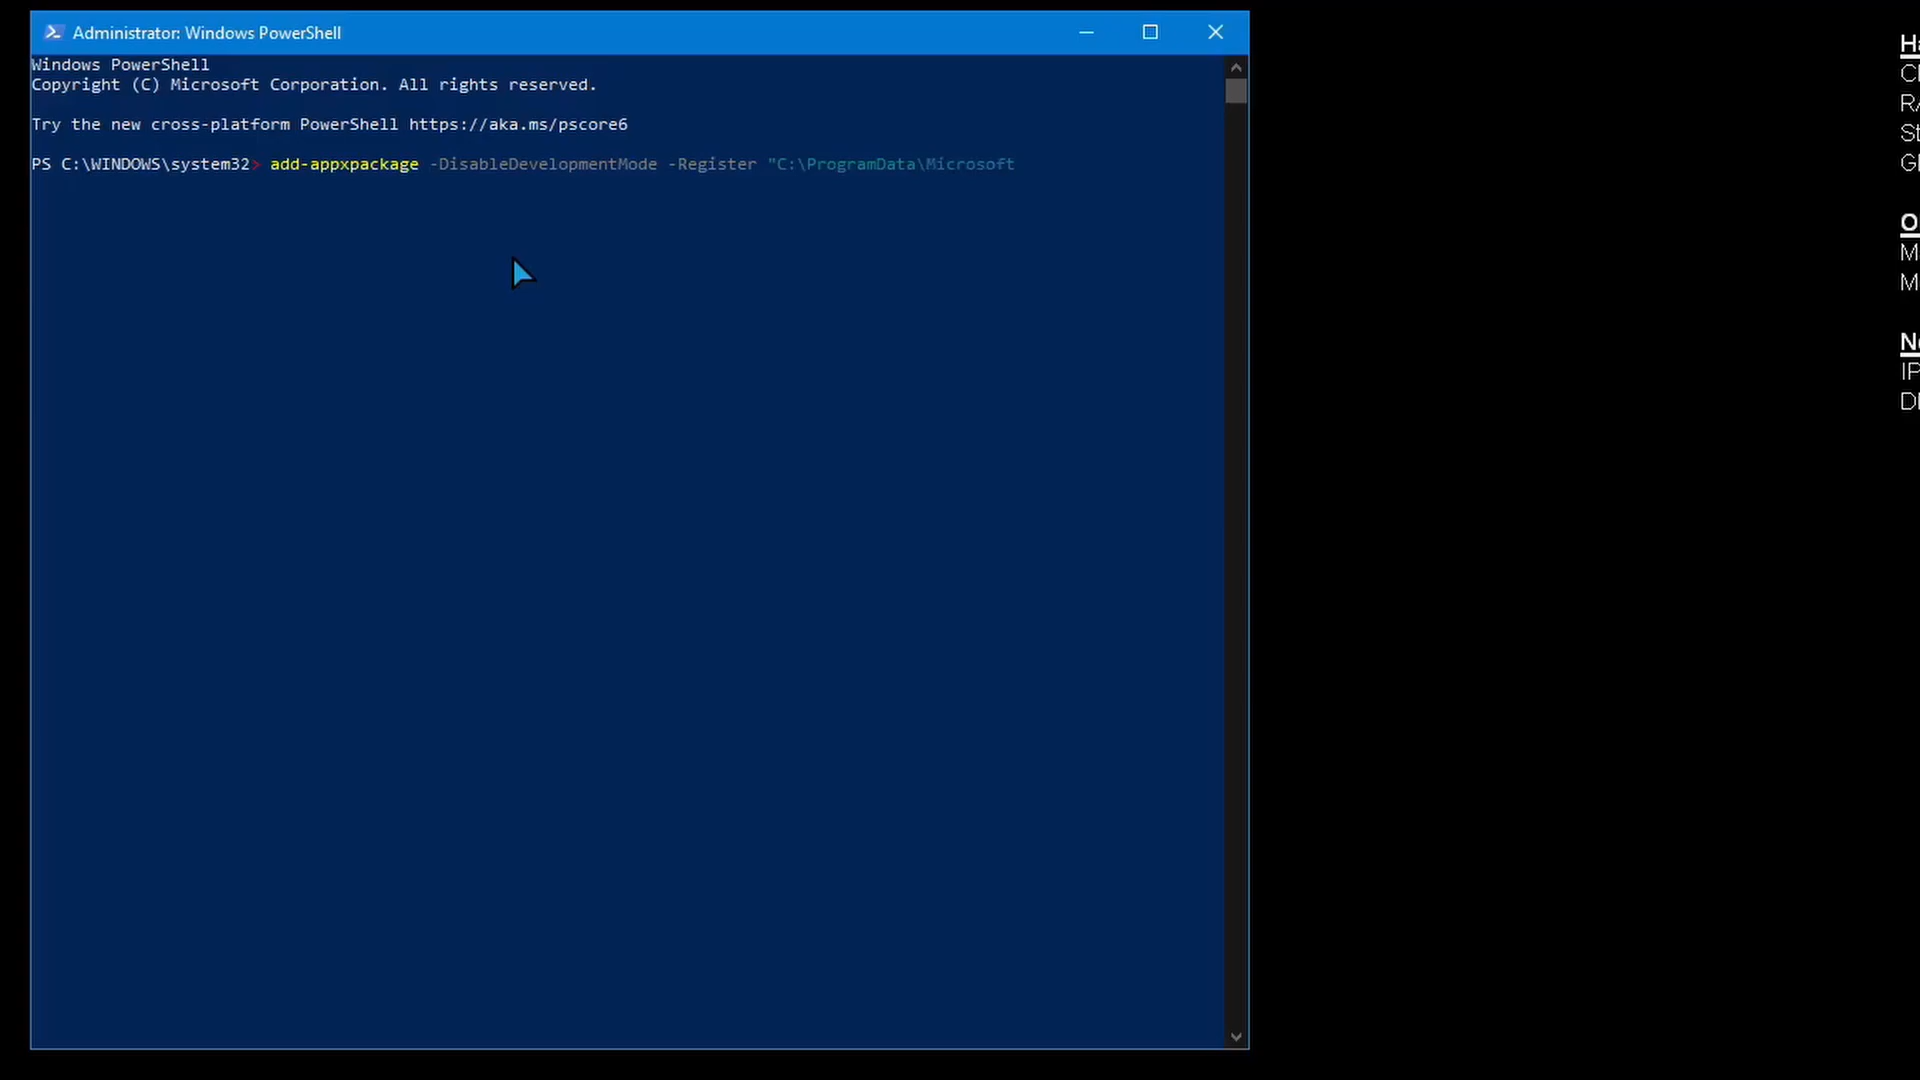 Administrator: Windows PowerShell
Windows PowerShell
Copyright (C) Microsoft Corporation. All rights reserved.
Try the new cross-platform PowerShell https://aka.ms/pscore6
PS C:\WINDOWS\system32> add-appxpackage -DisableDevelopmentMode -Register "C:\ProgramData\Microsoft